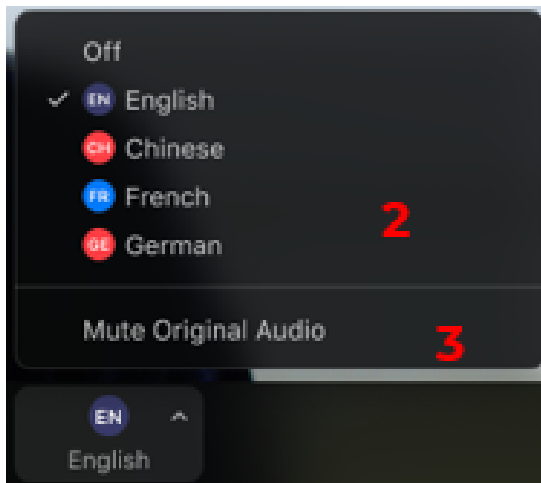 Off
EN English
CH Chinese
FR French
GE German
2
Mute Original Audio
3
EN
English